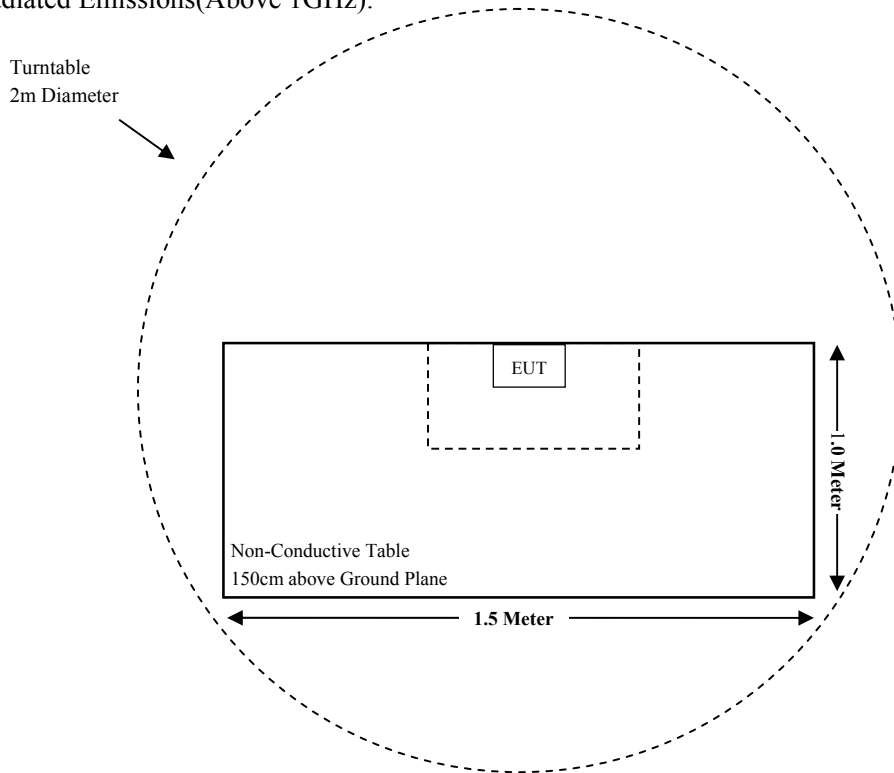 Emissions(Above 1GHz):
Turntable
2m Diameter
EUT
1.0 Meter
Non-Conductive Table
150cm above Ground Plane
1.5 Meter